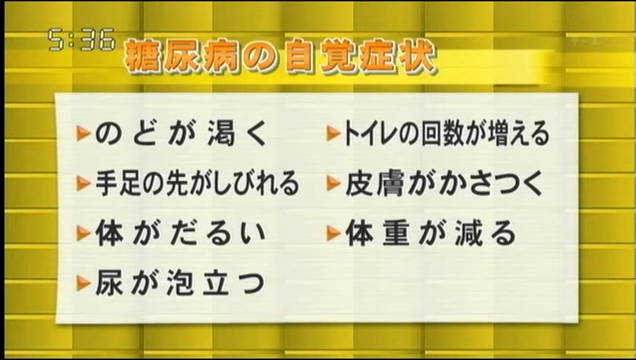 5:36
糖尿病の自覚症状
のどが渇く
トイレの回数が増える
手足の先がしびれる
皮膚がかさつく
体がだるい
体重が減る
尿が泡立つ